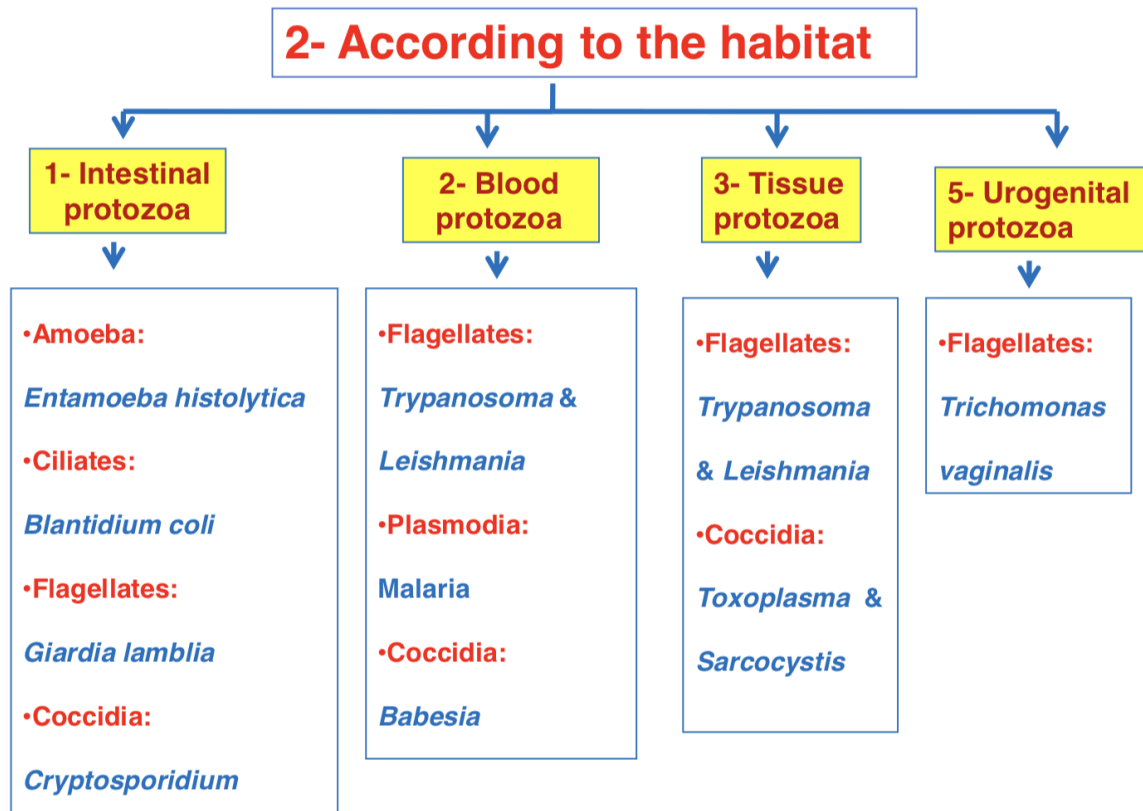 2- According to the habitat
1- Intestinal
protozoa
2- Blood
protozoa
3- Tissue
protozoa
5- Urogenital
protozoa
•Amoeba:
Entamoeba histolytica
•Ciliates:
Blantidium coli
•Flagellates:
Giardia lamblia
•Coccidia:
Cryptosporidium
•Flagellates:
Trypanosoma &
Leishmania
•Plasmodia:
Malaria
•Coccidia:
Babesia
•Flagellates:
Trypanosoma
& Leishmania
•Coccidia:
Toxoplasma &
Sarcocystis
•Flagellates:
Trichomonas
vaginalis